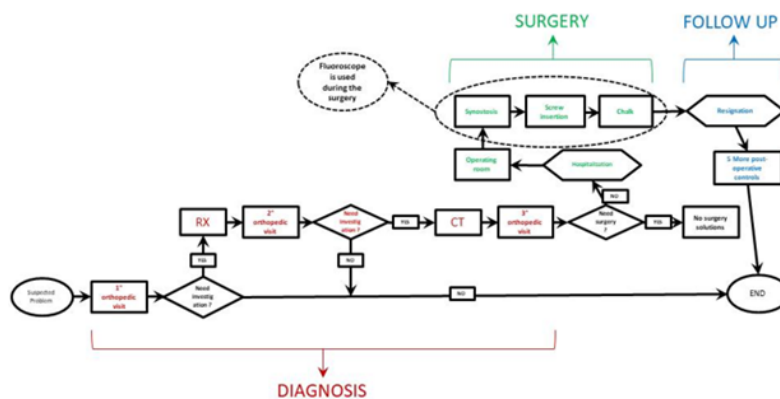 SURGERY
FOLLOW UP
Fluoroscope
is used
during the
surgery
Synostosis
Screw
insertion
Chalk
Resignation
Operating
room
Hospitalization
5 More post-
operative
controls
NO
RX
2°
orthopedic
visit
Need
investig
ation ?
YES
CT
3°
orthopedic
visit
Need
surgery
?
YES
No surgery
solutions
YES
NO
Suspected
Problem
1°
orthopedic
visit
Need
investig
ation ?
NO
END
DIAGNOSIS